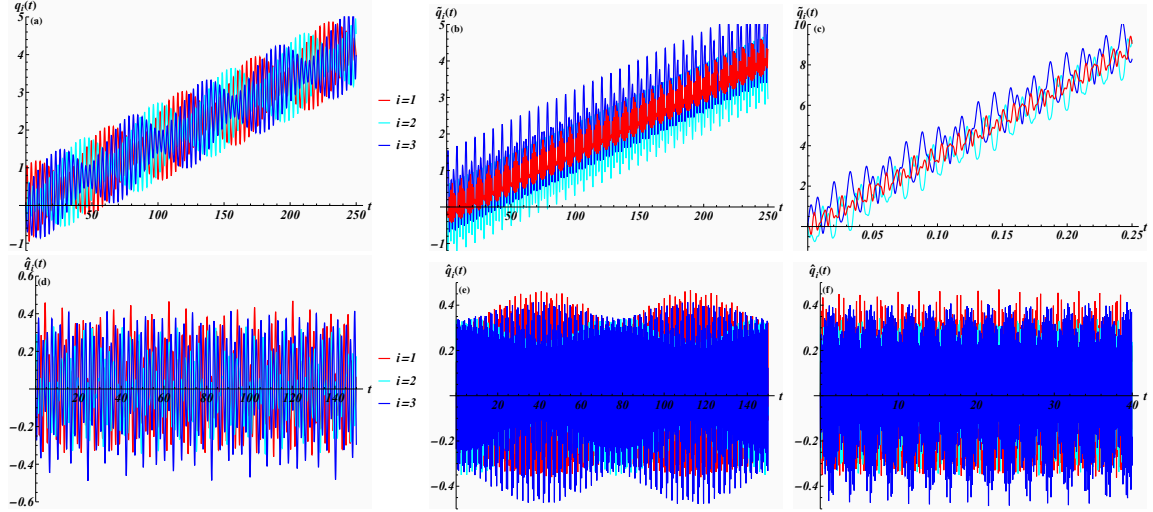 q_i(t)
(a)
5
4
3
2
1
−1
50
100
150
200
250
t
i=1
i=2
i=3
q̃_i(t)
(b)
5
4
3
2
1
−1
50
100
150
200
250
t
q̃_i(t)
(c)
10
8
6
4
2
0.05
0.10
0.15
0.20
0.25
t
q̂_i(t)
(d)
0.6
0.4
0.2
−0.2
−0.4
−0.6
20
40
60
80
100
120
140
t
i=1
i=2
i=3
q̂_i(t)
(e)
0.4
0.2
−0.2
−0.4
20
40
60
80
100
120
140
t
q̂_i(t)
(f)
0.4
0.2
−0.2
−0.4
10
20
30
40
t